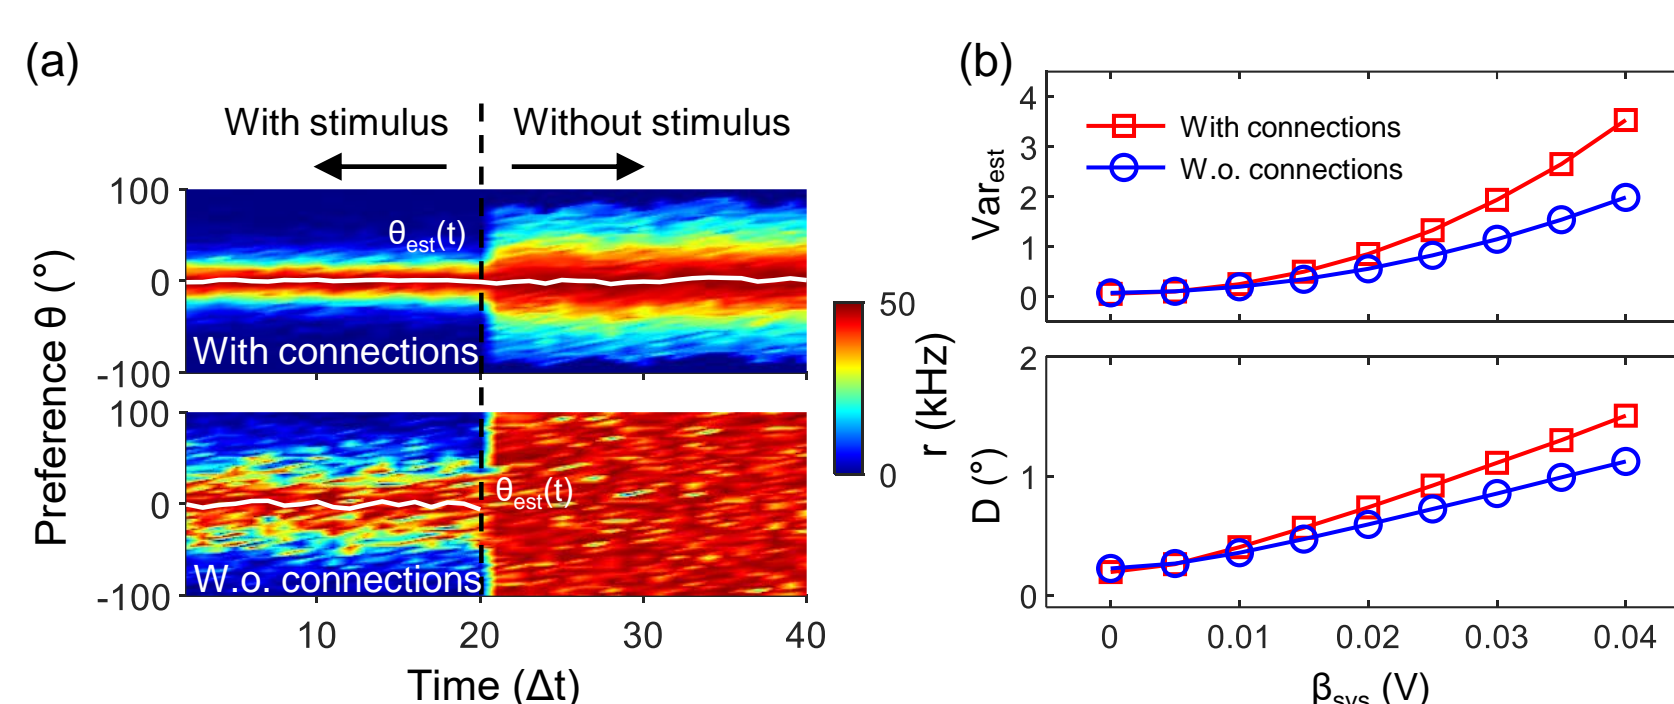 (a)
With stimulus
Without stimulus
100
0
-100
θest(t)
With connections
100
0
-100
θest(t)
W.o. connections
10
20
30
40
Time (Δt)
Preference θ (°)
50
0
r (kHz)
(b)
4
3
2
1
0
Varest
With connections
W.o. connections
2
1
0
D (°)
0
0.01
0.02
0.03
0.04
βsys (V)